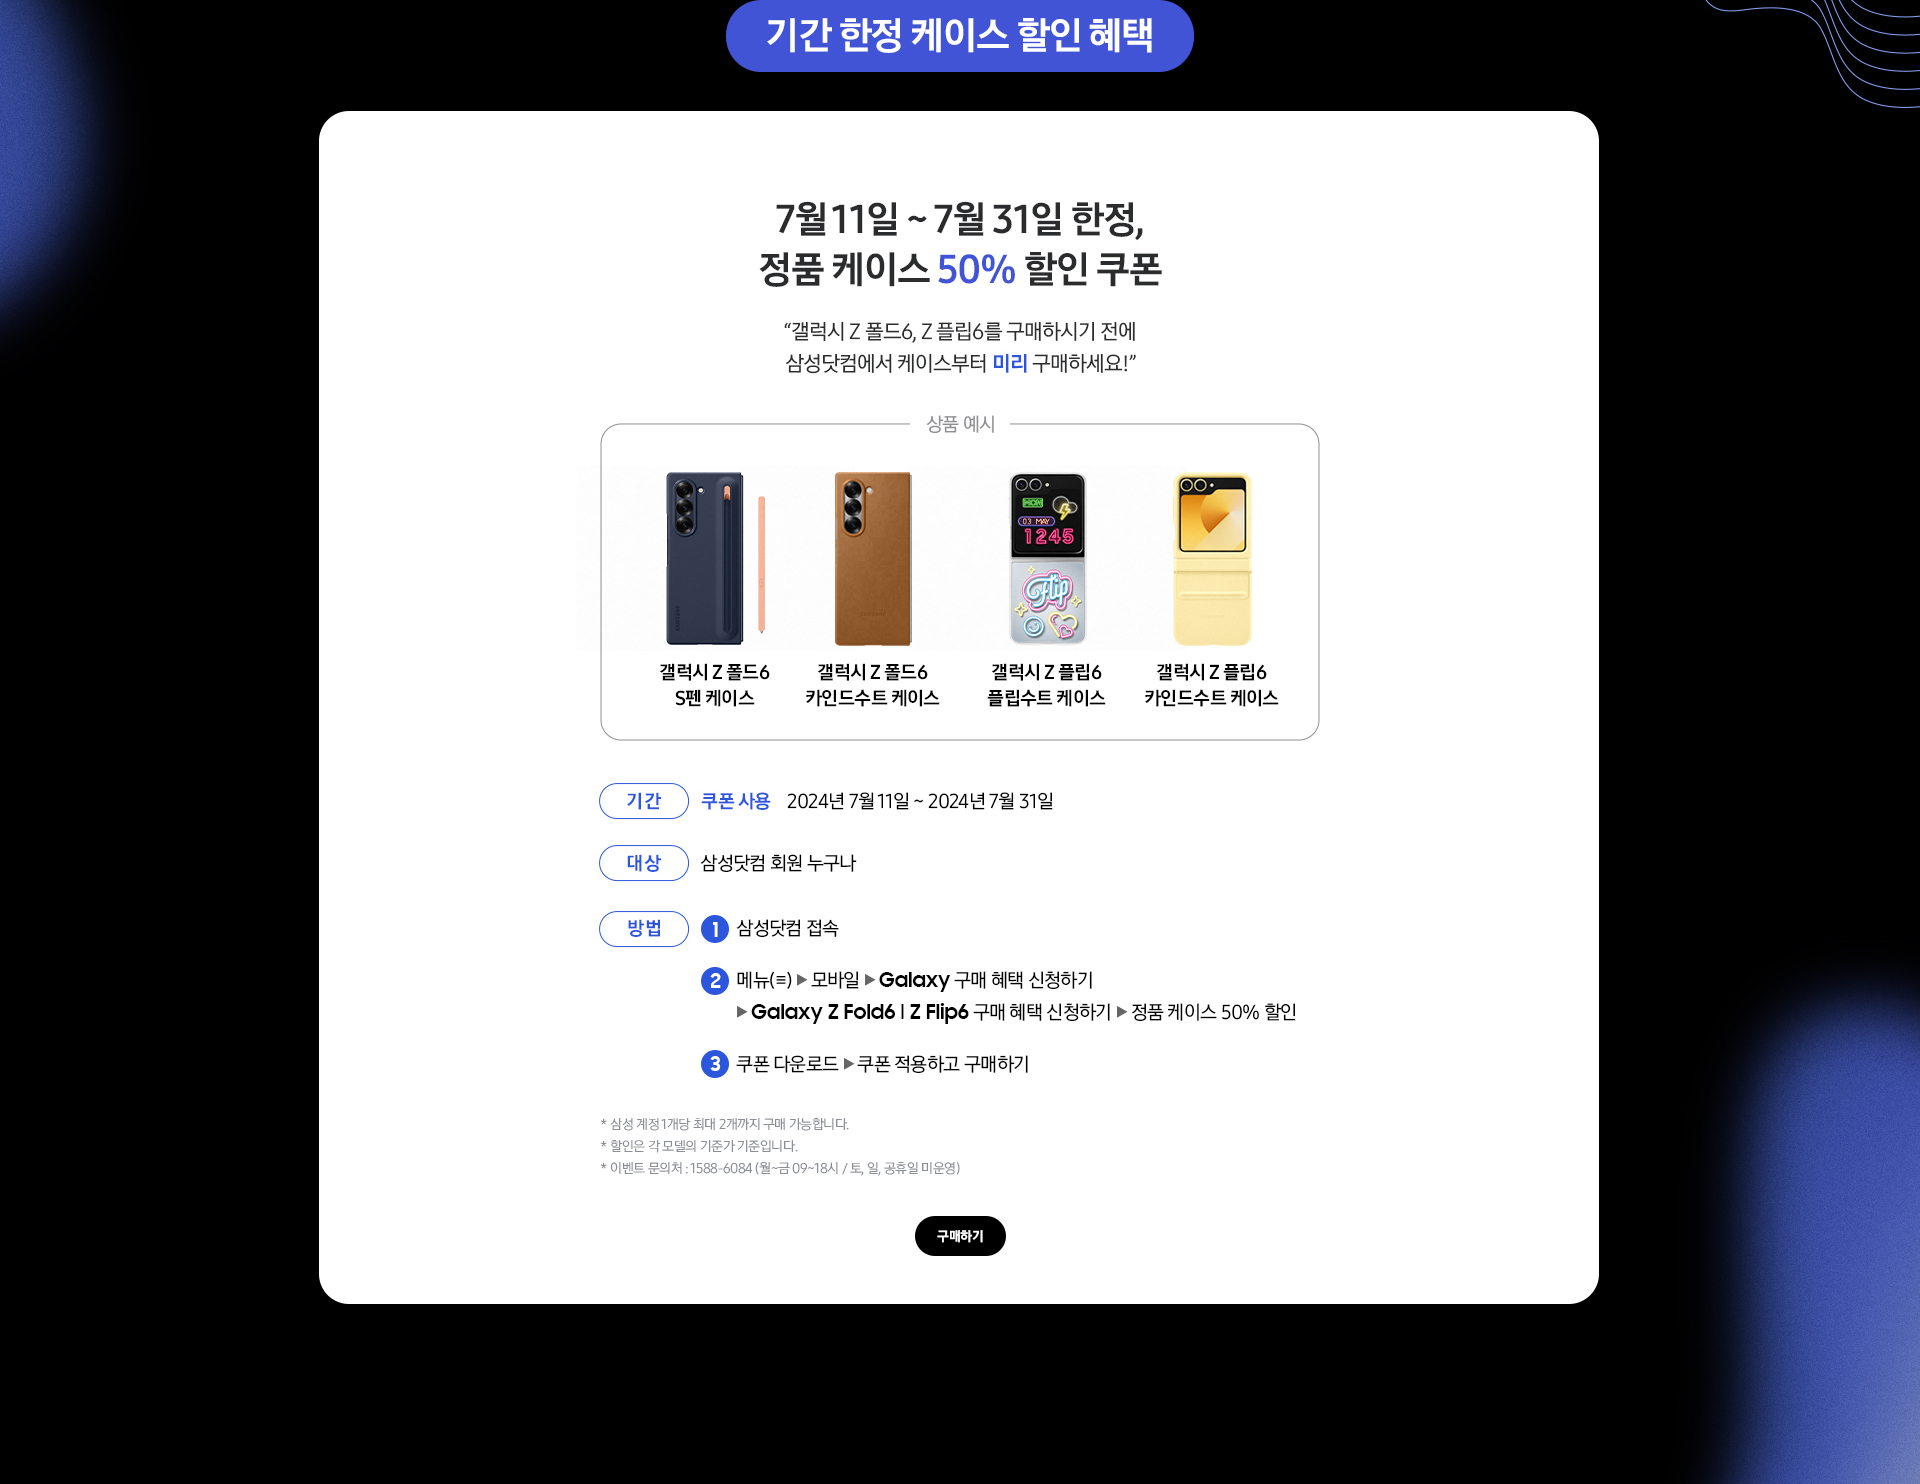 기간 한정 케이스 할인 혜택
7월 11일 ~ 7월 31일 한정,
정품 케이스 50% 할인 쿠폰
“갤럭시 Z 폴드6, Z 플립6를 구매하시기 전에
삼성닷컴에서 케이스부터 미리 구매하세요!”
상품 예시
03 MAY
1245
Flip
갤럭시 Z 폴드6
S펜 케이스
갤럭시 Z 폴드6
카인드수트 케이스
갤럭시 Z 플립6
플립수트 케이스
갤럭시 Z 플립6
카인드수트 케이스
기간 쿠폰 사용 2024년 7월 11일 ~ 2024년 7월 31일
대상 삼성닷컴 회원 누구나
방법 1 삼성닷컴 접속
2 메뉴(≡) ▶ 모바일 ▶ Galaxy 구매 혜택 신청하기
▶ Galaxy Z Fold6 | Z Flip6 구매 혜택 신청하기 ▶ 정품 케이스 50% 할인
3 쿠폰 다운로드 ▶ 쿠폰 적용하고 구매하기
* 삼성 계정 1개당 최대 2개까지 구매 가능합니다.
* 할인은 각 모델의 기준가 기준입니다.
* 이벤트 문의처 : 1588-6084 (월~금 09~18시 / 토, 일, 공휴일 미운영)
구매하기